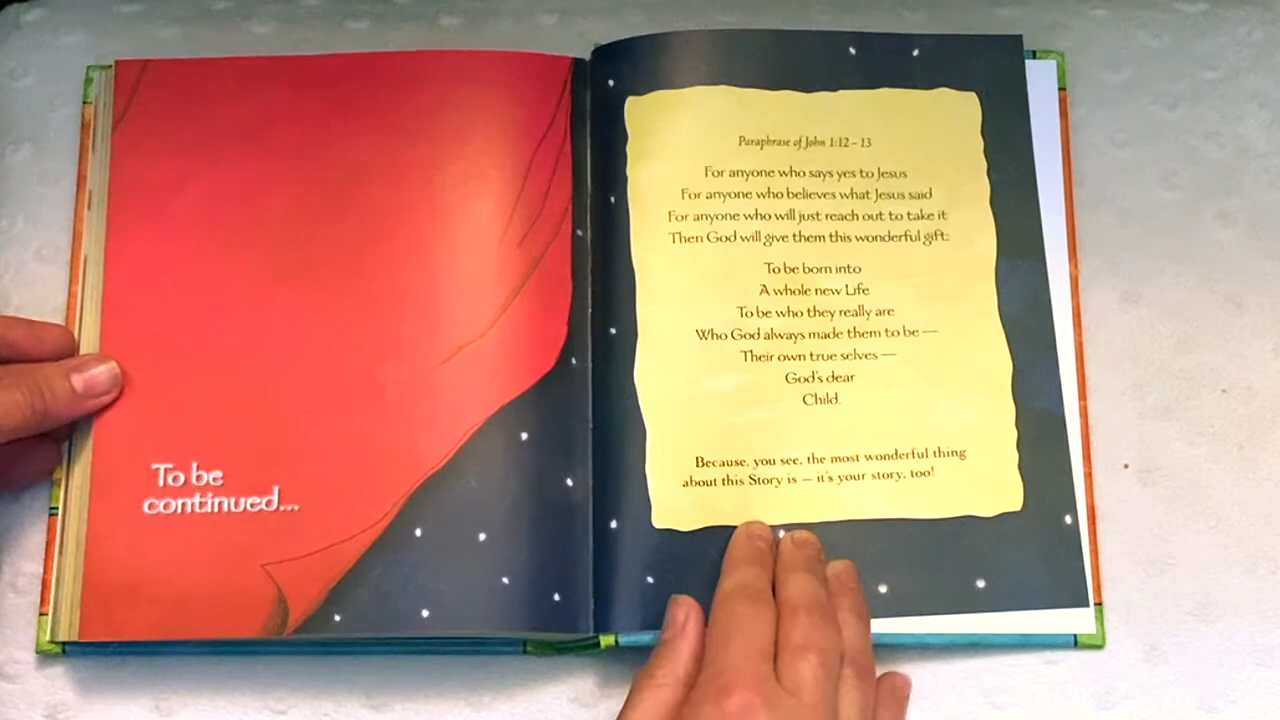 To be
continued...
Paraphrase of John 1:12 – 13
For anyone who says yes to Jesus
For anyone who believes what Jesus said
For anyone who will just reach out to take it
Then God will give them this wonderful gift:
To be born into
A whole new Life
To be who they really are
Who God always made them to be —
Their own true selves —
God's dear
Child.
Because, you see, the most wonderful thing
about this Story is — it's your story, too!